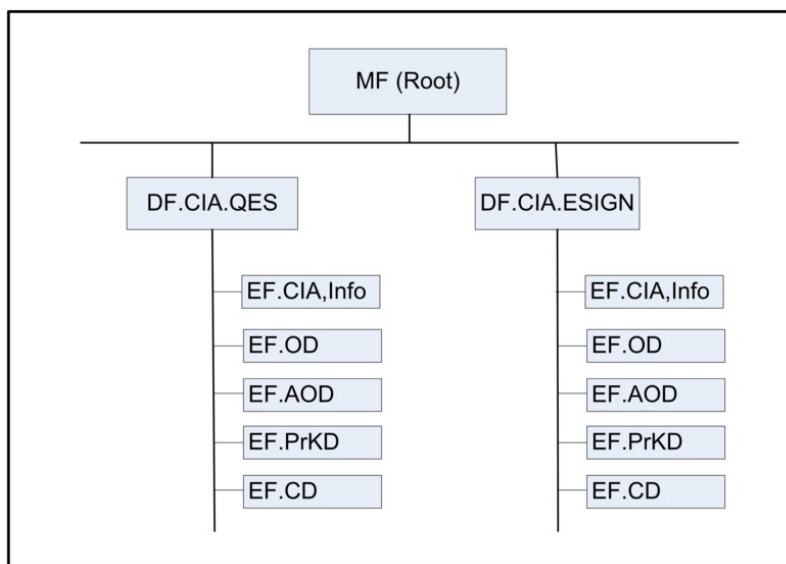 MF (Root)
DF.CIA.QES
DF.CIA.ESIGN
EF.CIA,Info
EF.OD
EF.AOD
EF.PrKD
EF.CD
EF.CIA,Info
EF.OD
EF.AOD
EF.PrKD
EF.CD